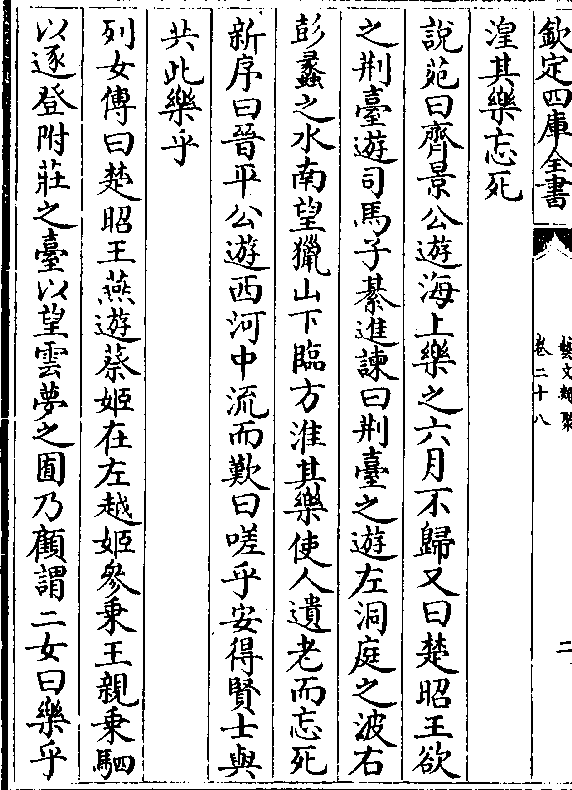 欽定四庫全書
藝文類聚
卷二十八
二
湟其樂忘死
說苑曰齊景公遊海上樂之六月不歸又曰楚昭王欲
之荆臺遊司馬子綦進諫曰荆臺之遊左洞庭之波右
彭蠡之水南望獵山下臨方淮其樂使人遺老而忘死
新序曰晉平公遊西河中流而歎曰嗟乎安得賢士與
共此樂乎
列女傳曰楚昭王燕遊蔡姬在左越姬參乘王親乘駟
以逐登附莊之臺以望雲夢之囿乃顧謂二女曰樂乎